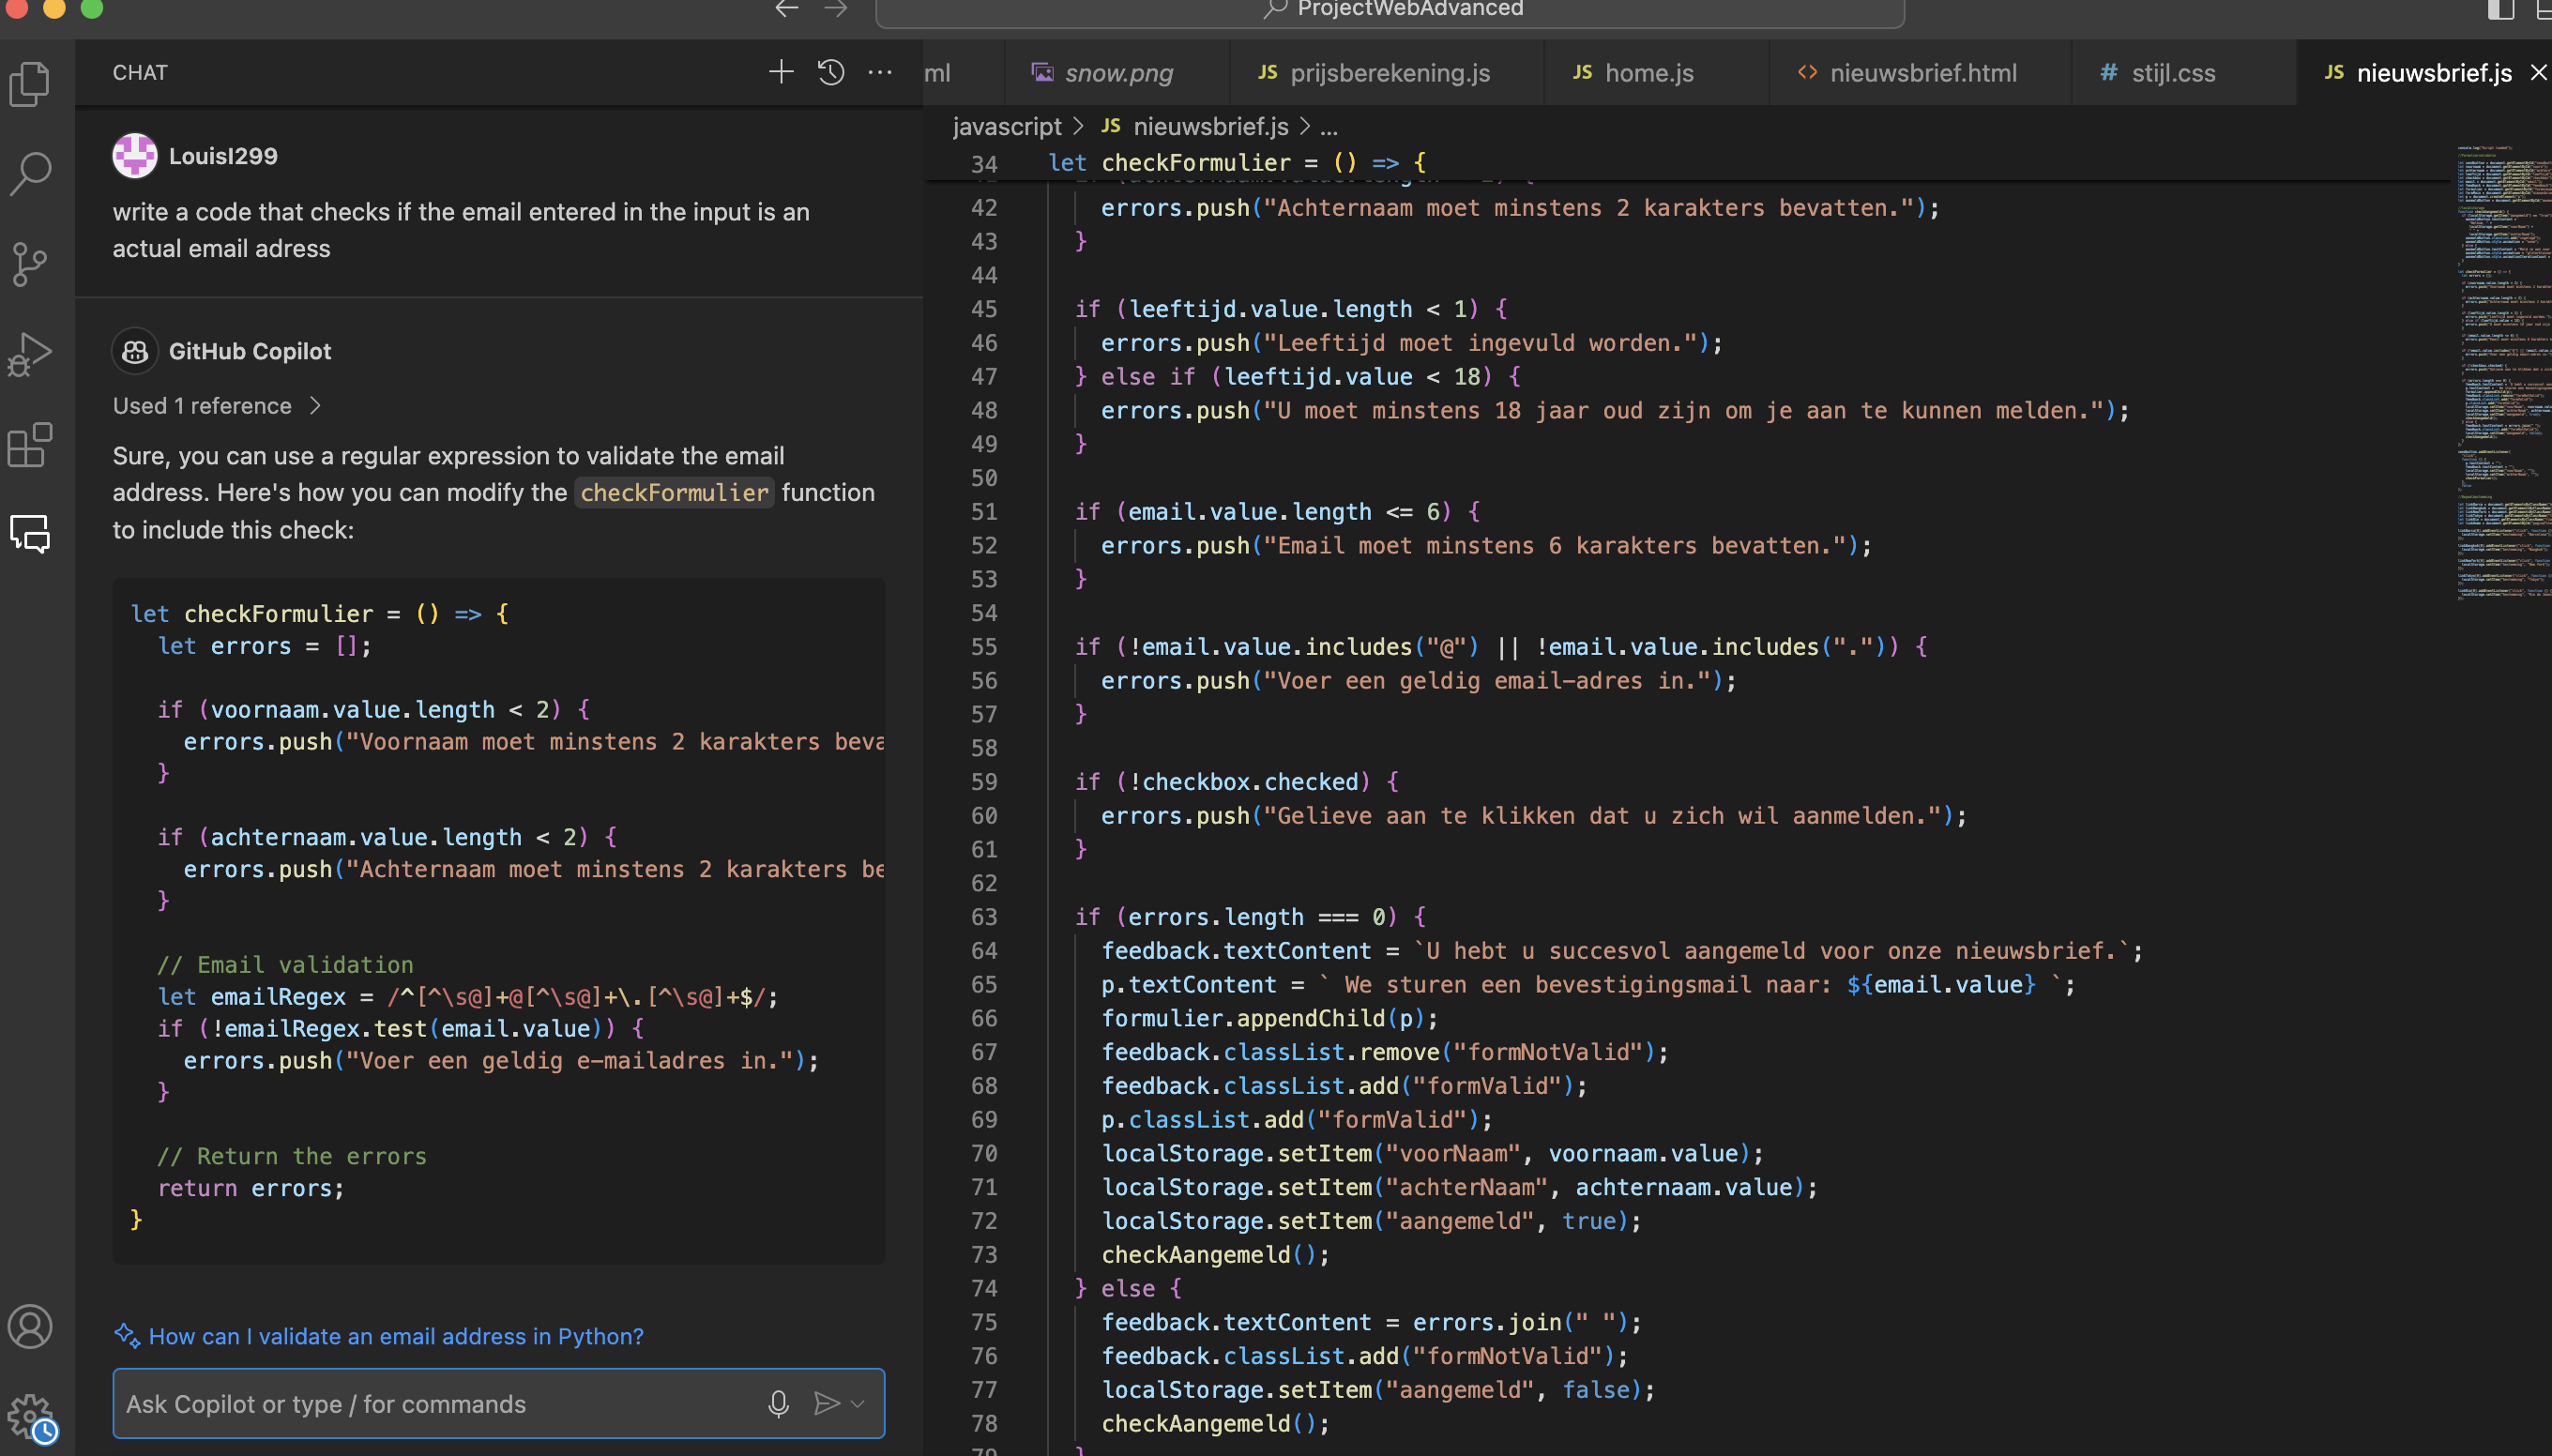 ProjectWebAdvanced
CHAT
ml
snow.png
JS prijsberekening.js
JS home.js
<> nieuwsbrief.html
# stijl.css
JS nieuwsbrief.js
LouisI299
write a code that checks if the email entered in the input is an
actual email adress
GitHub Copilot
Used 1 reference
Sure, you can use a regular expression to validate the email
address. Here's how you can modify the checkFormulier function
to include this check:
let checkFormulier = () => {
let errors = [];
if (voornaam.value.length < 2) {
errors.push("Voornaam moet minstens 2 karakters beva
}
if (achternaam.value.length < 2) {
errors.push("Achternaam moet minstens 2 karakters be
}
// Email validation
let emailRegex = /^[^\s@]+@[^\s@]+\.[^\s@]+$/;
if (!emailRegex.test(email.value)) {
errors.push("Voer een geldig e-mailadres in.");
}
// Return the errors
return errors;
}
How can I validate an email address in Python?
Ask Copilot or type / for commands
javascript > JS nieuwsbrief.js > ...
34 let checkFormulier = () => {
42 errors.push("Achternaam moet minstens 2 karakters bevatten.");
43 }
44
45 if (leeftijd.value.length < 1) {
46 errors.push("Leeftijd moet ingevuld worden.");
47 } else if (leeftijd.value < 18) {
48 errors.push("U moet minstens 18 jaar oud zijn om je aan te kunnen melden.");
49 }
50
51 if (email.value.length <= 6) {
52 errors.push("Email moet minstens 6 karakters bevatten.");
53 }
54
55 if (!email.value.includes("@") || !email.value.includes(".")) {
56 errors.push("Voer een geldig email-adres in.");
57 }
58
59 if (!checkbox.checked) {
60 errors.push("Gelieve aan te klikken dat u zich wil aanmelden.");
61 }
62
63 if (errors.length === 0) {
64 feedback.textContent = `U hebt u succesvol aangemeld voor onze nieuwsbrief.`;
65 p.textContent = ` We sturen een bevestigingsmail naar: ${email.value} `;
66 formulier.appendChild(p);
67 feedback.classList.remove("formNotValid");
68 feedback.classList.add("formValid");
69 p.classList.add("formValid");
70 localStorage.setItem("voorNaam", voornaam.value);
71 localStorage.setItem("achterNaam", achternaam.value);
72 localStorage.setItem("aangemeld", true);
73 checkAangemeld();
74 } else {
75 feedback.textContent = errors.join(" ");
76 feedback.classList.add("formNotValid");
77 localStorage.setItem("aangemeld", false);
78 checkAangemeld();